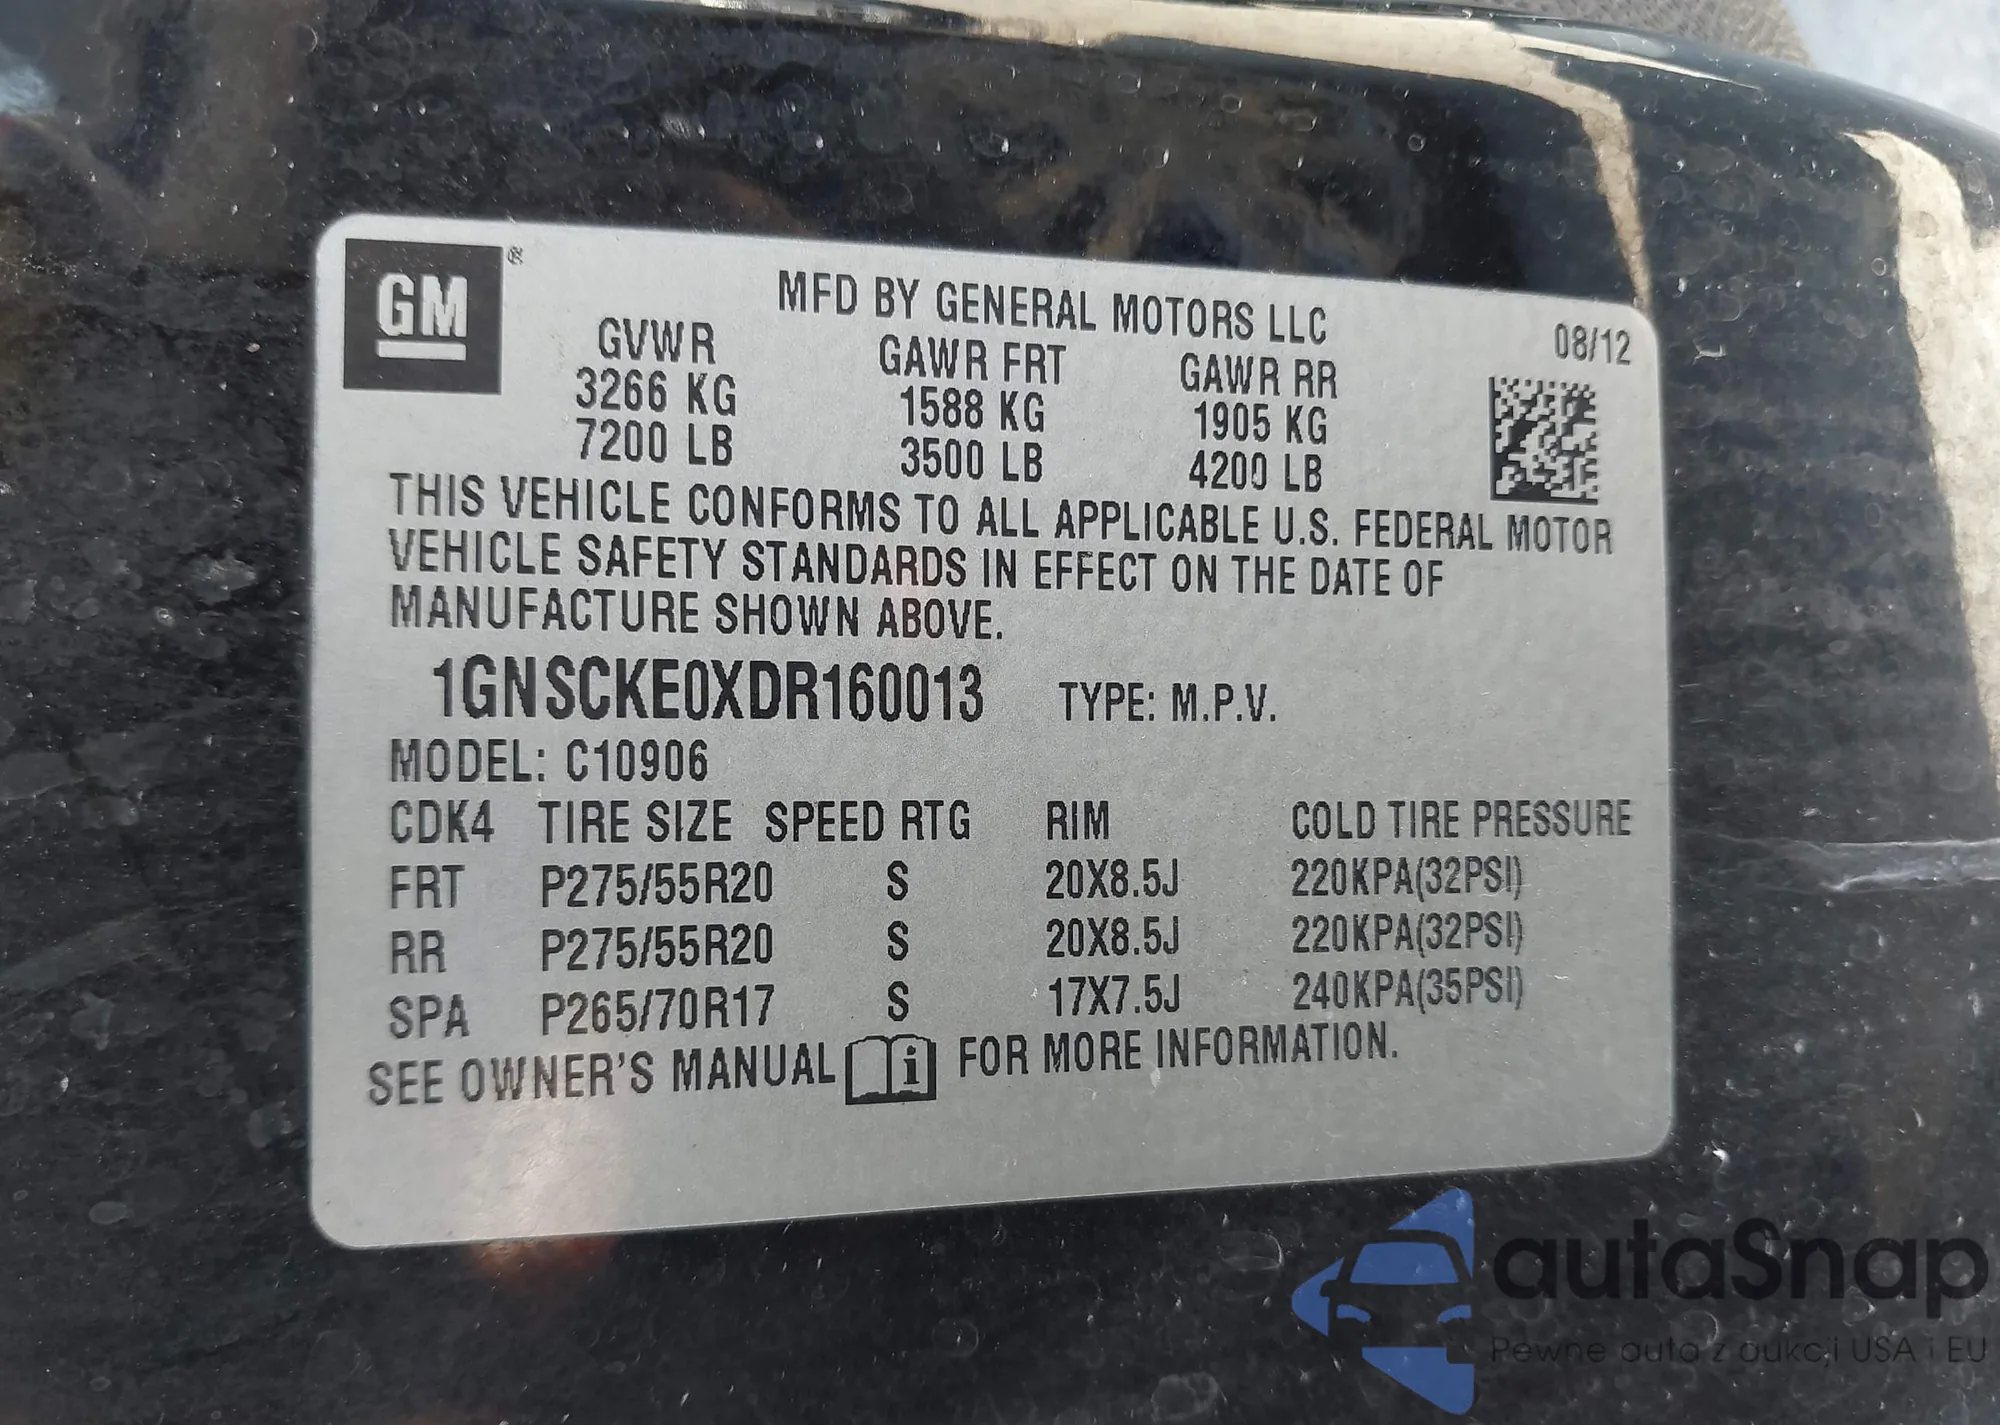 GM ®
MFD BY GENERAL MOTORS LLC
08/12
GVWR GAWR FRT GAWR RR
3266 KG 1588 KG 1905 KG
7200 LB 3500 LB 4200 LB
THIS VEHICLE CONFORMS TO ALL APPLICABLE U.S. FEDERAL MOTOR
VEHICLE SAFETY STANDARDS IN EFFECT ON THE DATE OF
MANUFACTURE SHOWN ABOVE.
1GNSCKE0XDR160013 TYPE: M.P.V.
MODEL: C10906
CDK4 TIRE SIZE SPEED RTG RIM COLD TIRE PRESSURE
FRT P275/55R20 S 20X8.5J 220KPA(32PSI)
RR P275/55R20 S 20X8.5J 220KPA(32PSI)
SPA P265/70R17 S 17X7.5J 240KPA(35PSI)
SEE OWNER'S MANUAL i FOR MORE INFORMATION.
autaSnap
Pewne auta z aukcji USA i EU